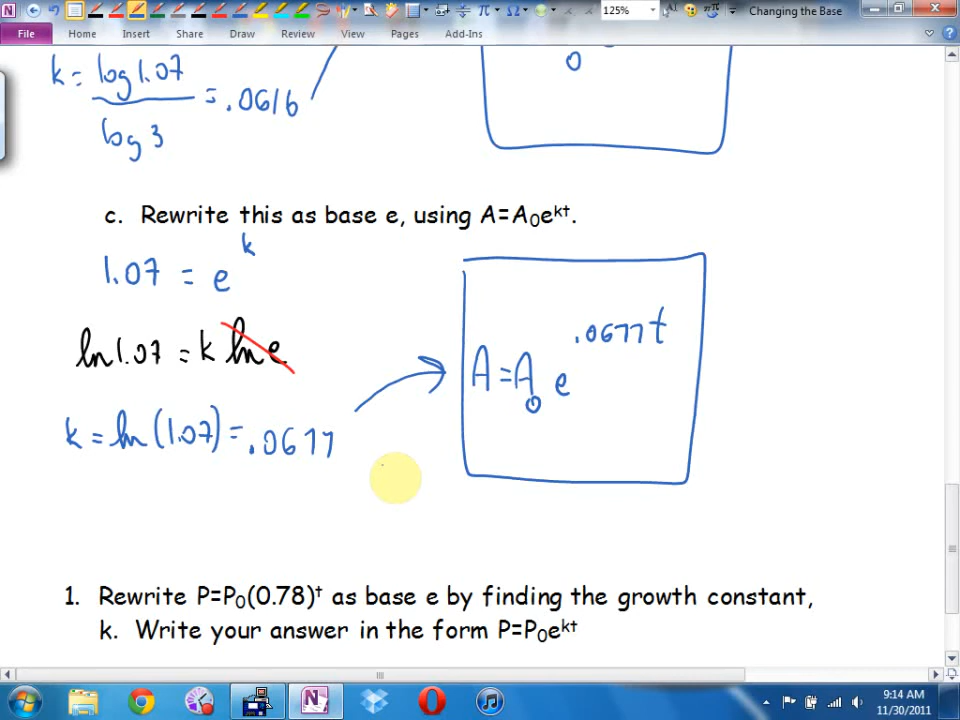 125%
Changing the Base
File Home Insert Share Draw Review View Pages Add-Ins
k = log 1.07 / log 3 = .0616
0
c. Rewrite this as base e, using A=A₀eᵏᵗ.
1.07 = eᵏ
ln 1.07 = k ln e
A = A₀ e^.0677t
k = ln(1.07) = .0677
1. Rewrite P=P₀(0.78)ᵗ as base e by finding the growth constant,
k. Write your answer in the form P=P₀eᵏᵗ
9:14 AM
11/30/2011